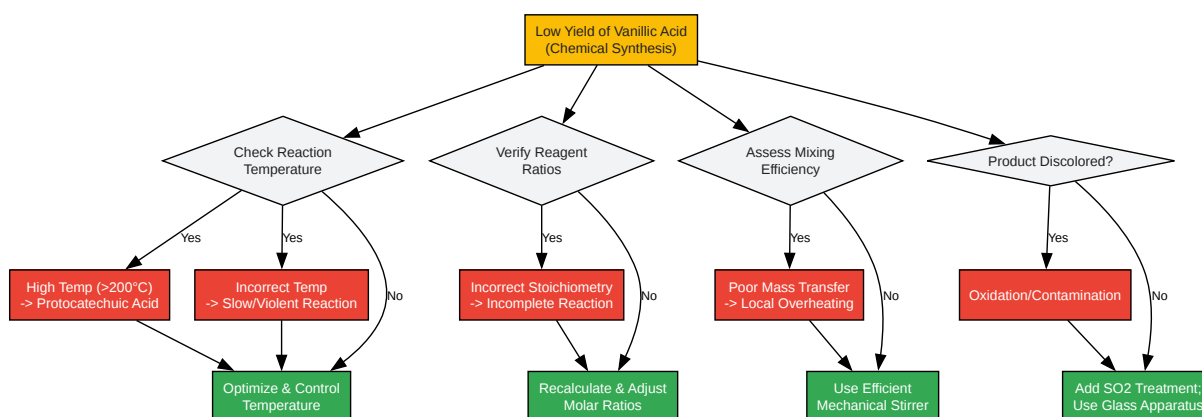 Low Yield of Vanillic Acid
(Chemical Synthesis)
Check Reaction
Temperature
Verify Reagent
Ratios
Assess Mixing
Efficiency
Product Discolored?
Yes
Yes
Yes
Yes
Yes
High Temp (>200°C)
-> Protocatechuic Acid
Incorrect Temp
-> Slow/Violent Reaction
No
Incorrect Stoichiometry
-> Incomplete Reaction
No
Poor Mass Transfer
-> Local Overheating
No
Oxidation/Contamination
No
Optimize & Control
Temperature
Recalculate & Adjust
Molar Ratios
Use Efficient
Mechanical Stirrer
Add SO2 Treatment;
Use Glass Apparatus